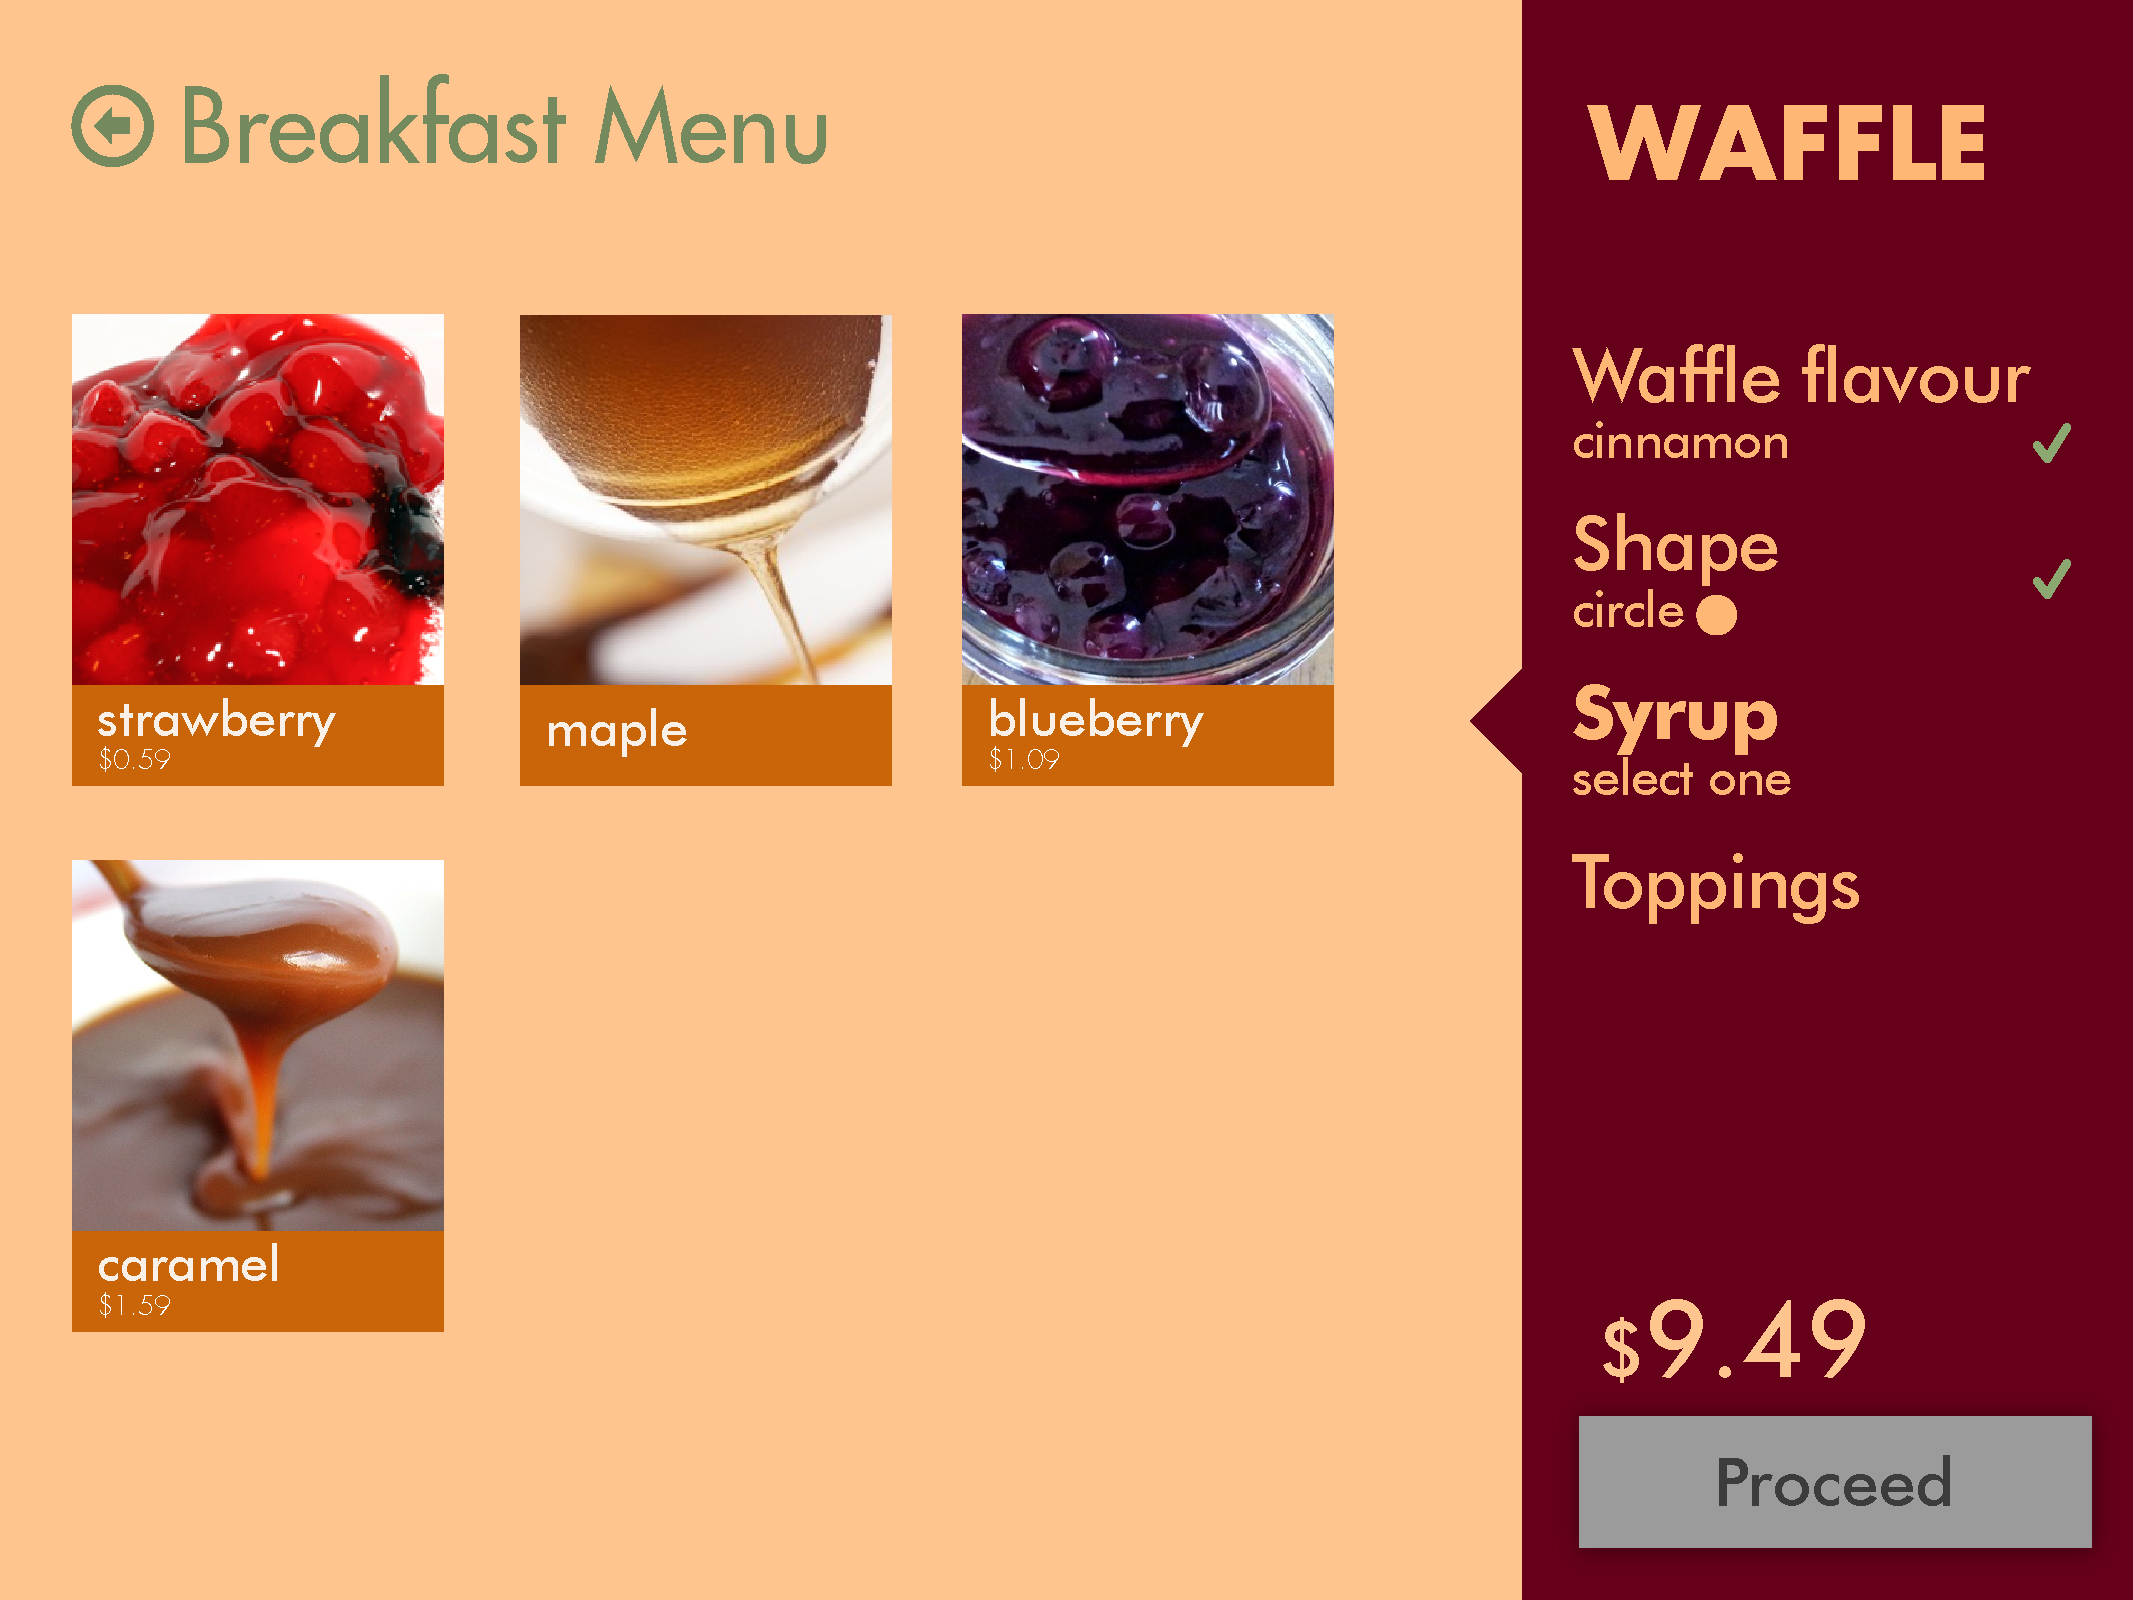 Breakfast Menu
strawberry
$0.59
maple
blueberry
$1.09
caramel
$1.59
WAFFLE
Waffle flavour
cinnamon
Shape
circle
Syrup
select one
Toppings
$9.49
Proceed